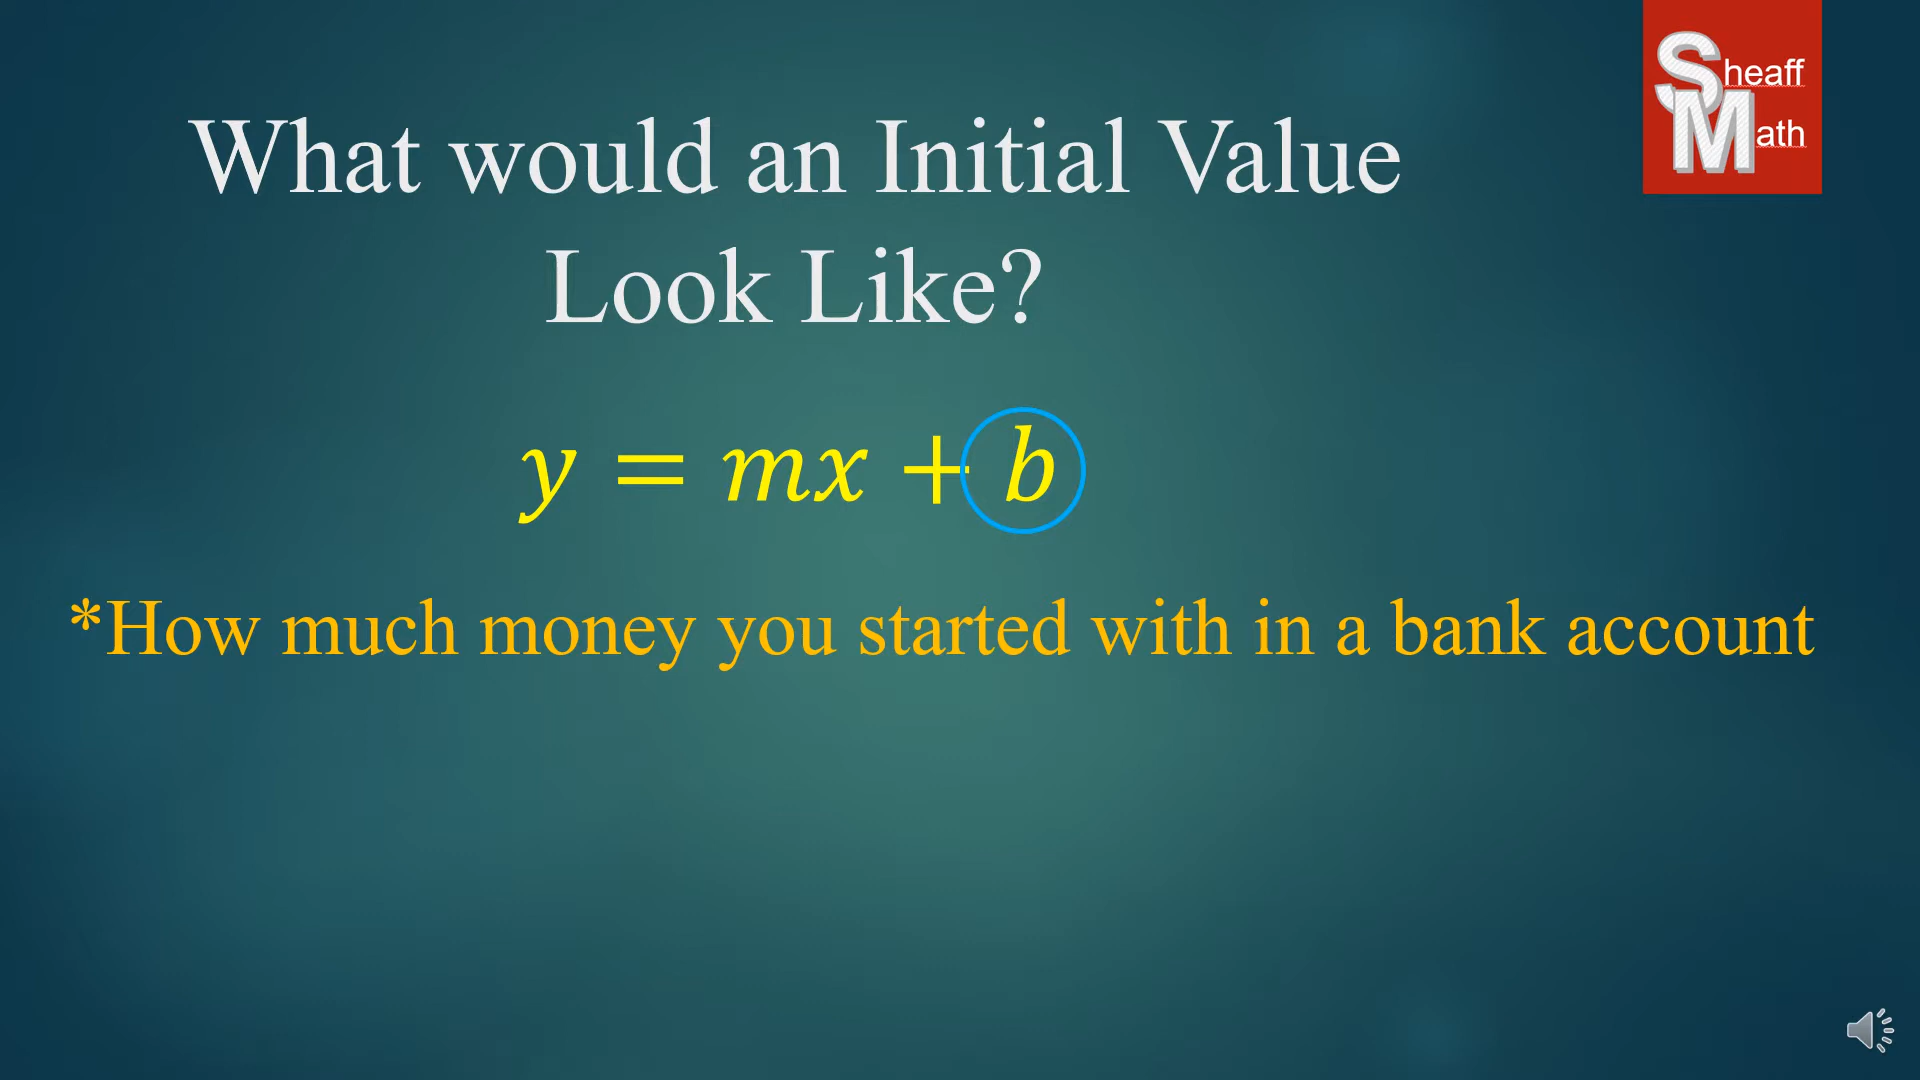 Sheaff
Math
What would an Initial Value
Look Like?
y = mx + b
*How much money you started with in a bank account